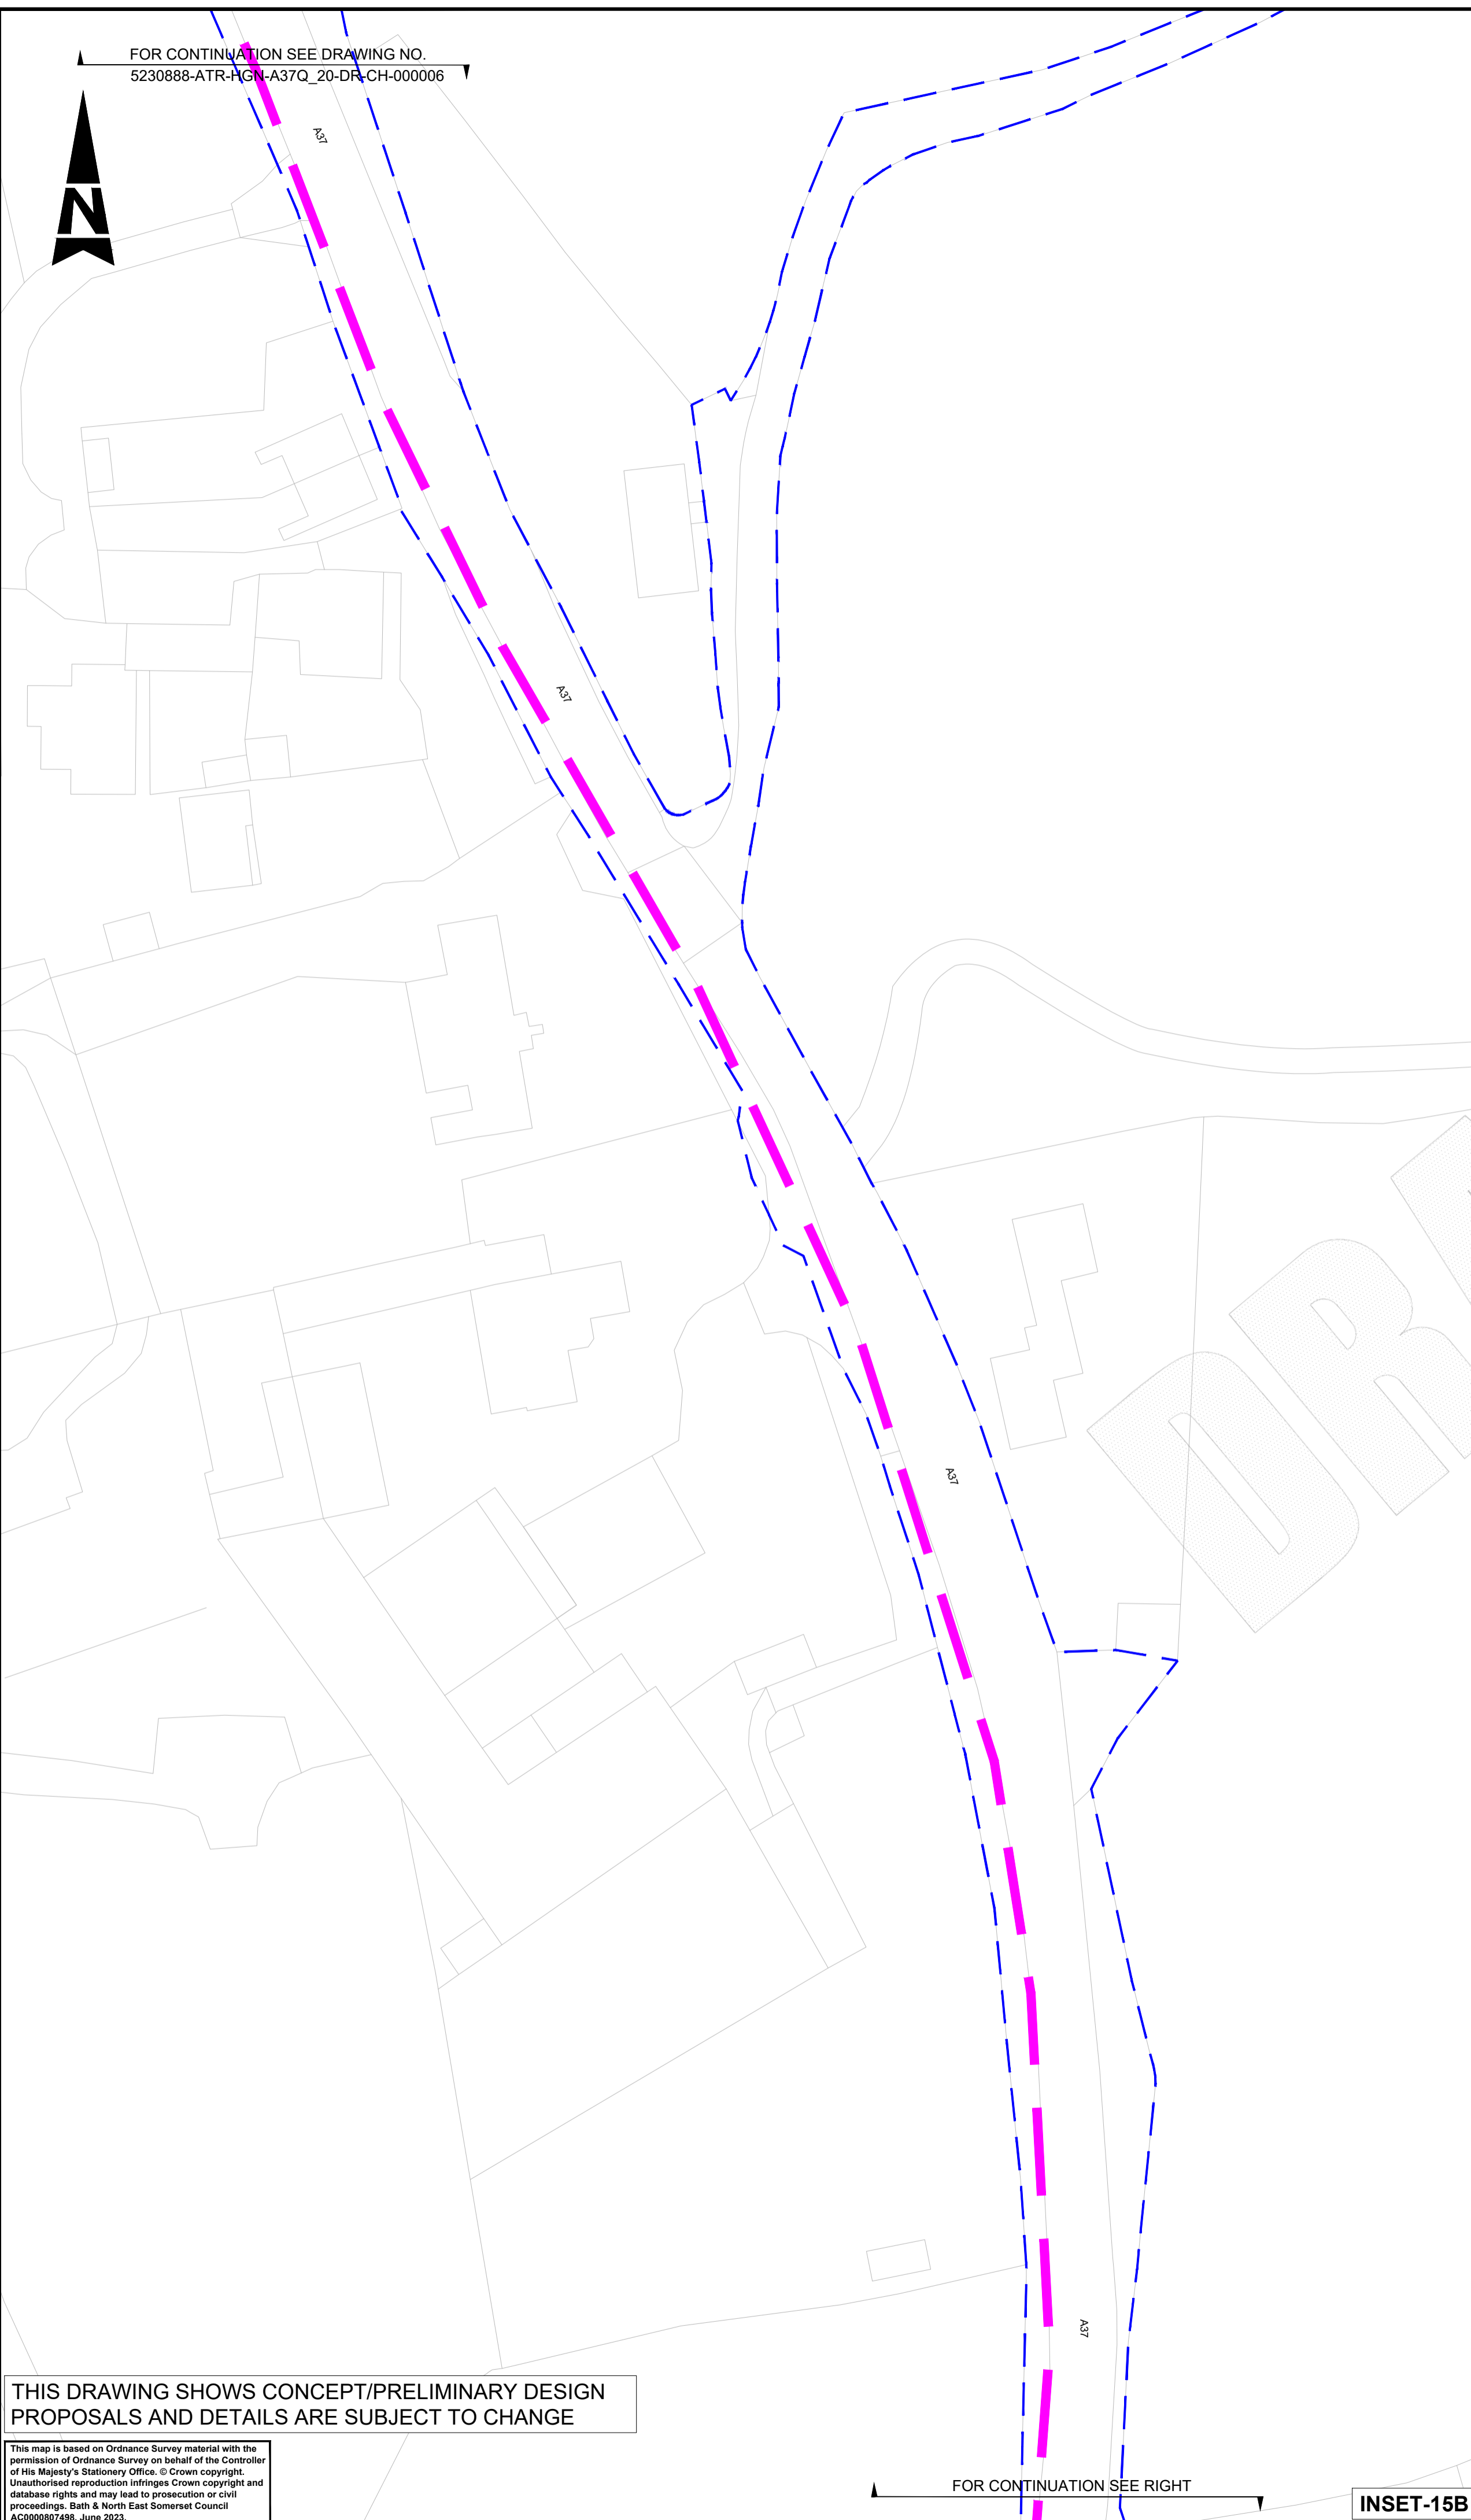 FOR CONTINUATION SEE DRAWING NO.
5230888-ATR-HGN-A37Q_20-DR-CH-000006
A37
N
A37
A37
A37
THIS DRAWING SHOWS CONCEPT/PRELIMINARY DESIGN
PROPOSALS AND DETAILS ARE SUBJECT TO CHANGE
This map is based on Ordnance Survey material with the
permission of Ordnance Survey on behalf of the Controller
of His Majesty's Stationery Office. © Crown copyright.
Unauthorised reproduction infringes Crown copyright and
database rights and may lead to prosecution or civil
proceedings. Bath & North East Somerset Council
AC0000807498. June 2023.
FOR CONTINUATION SEE RIGHT
INSET-15B